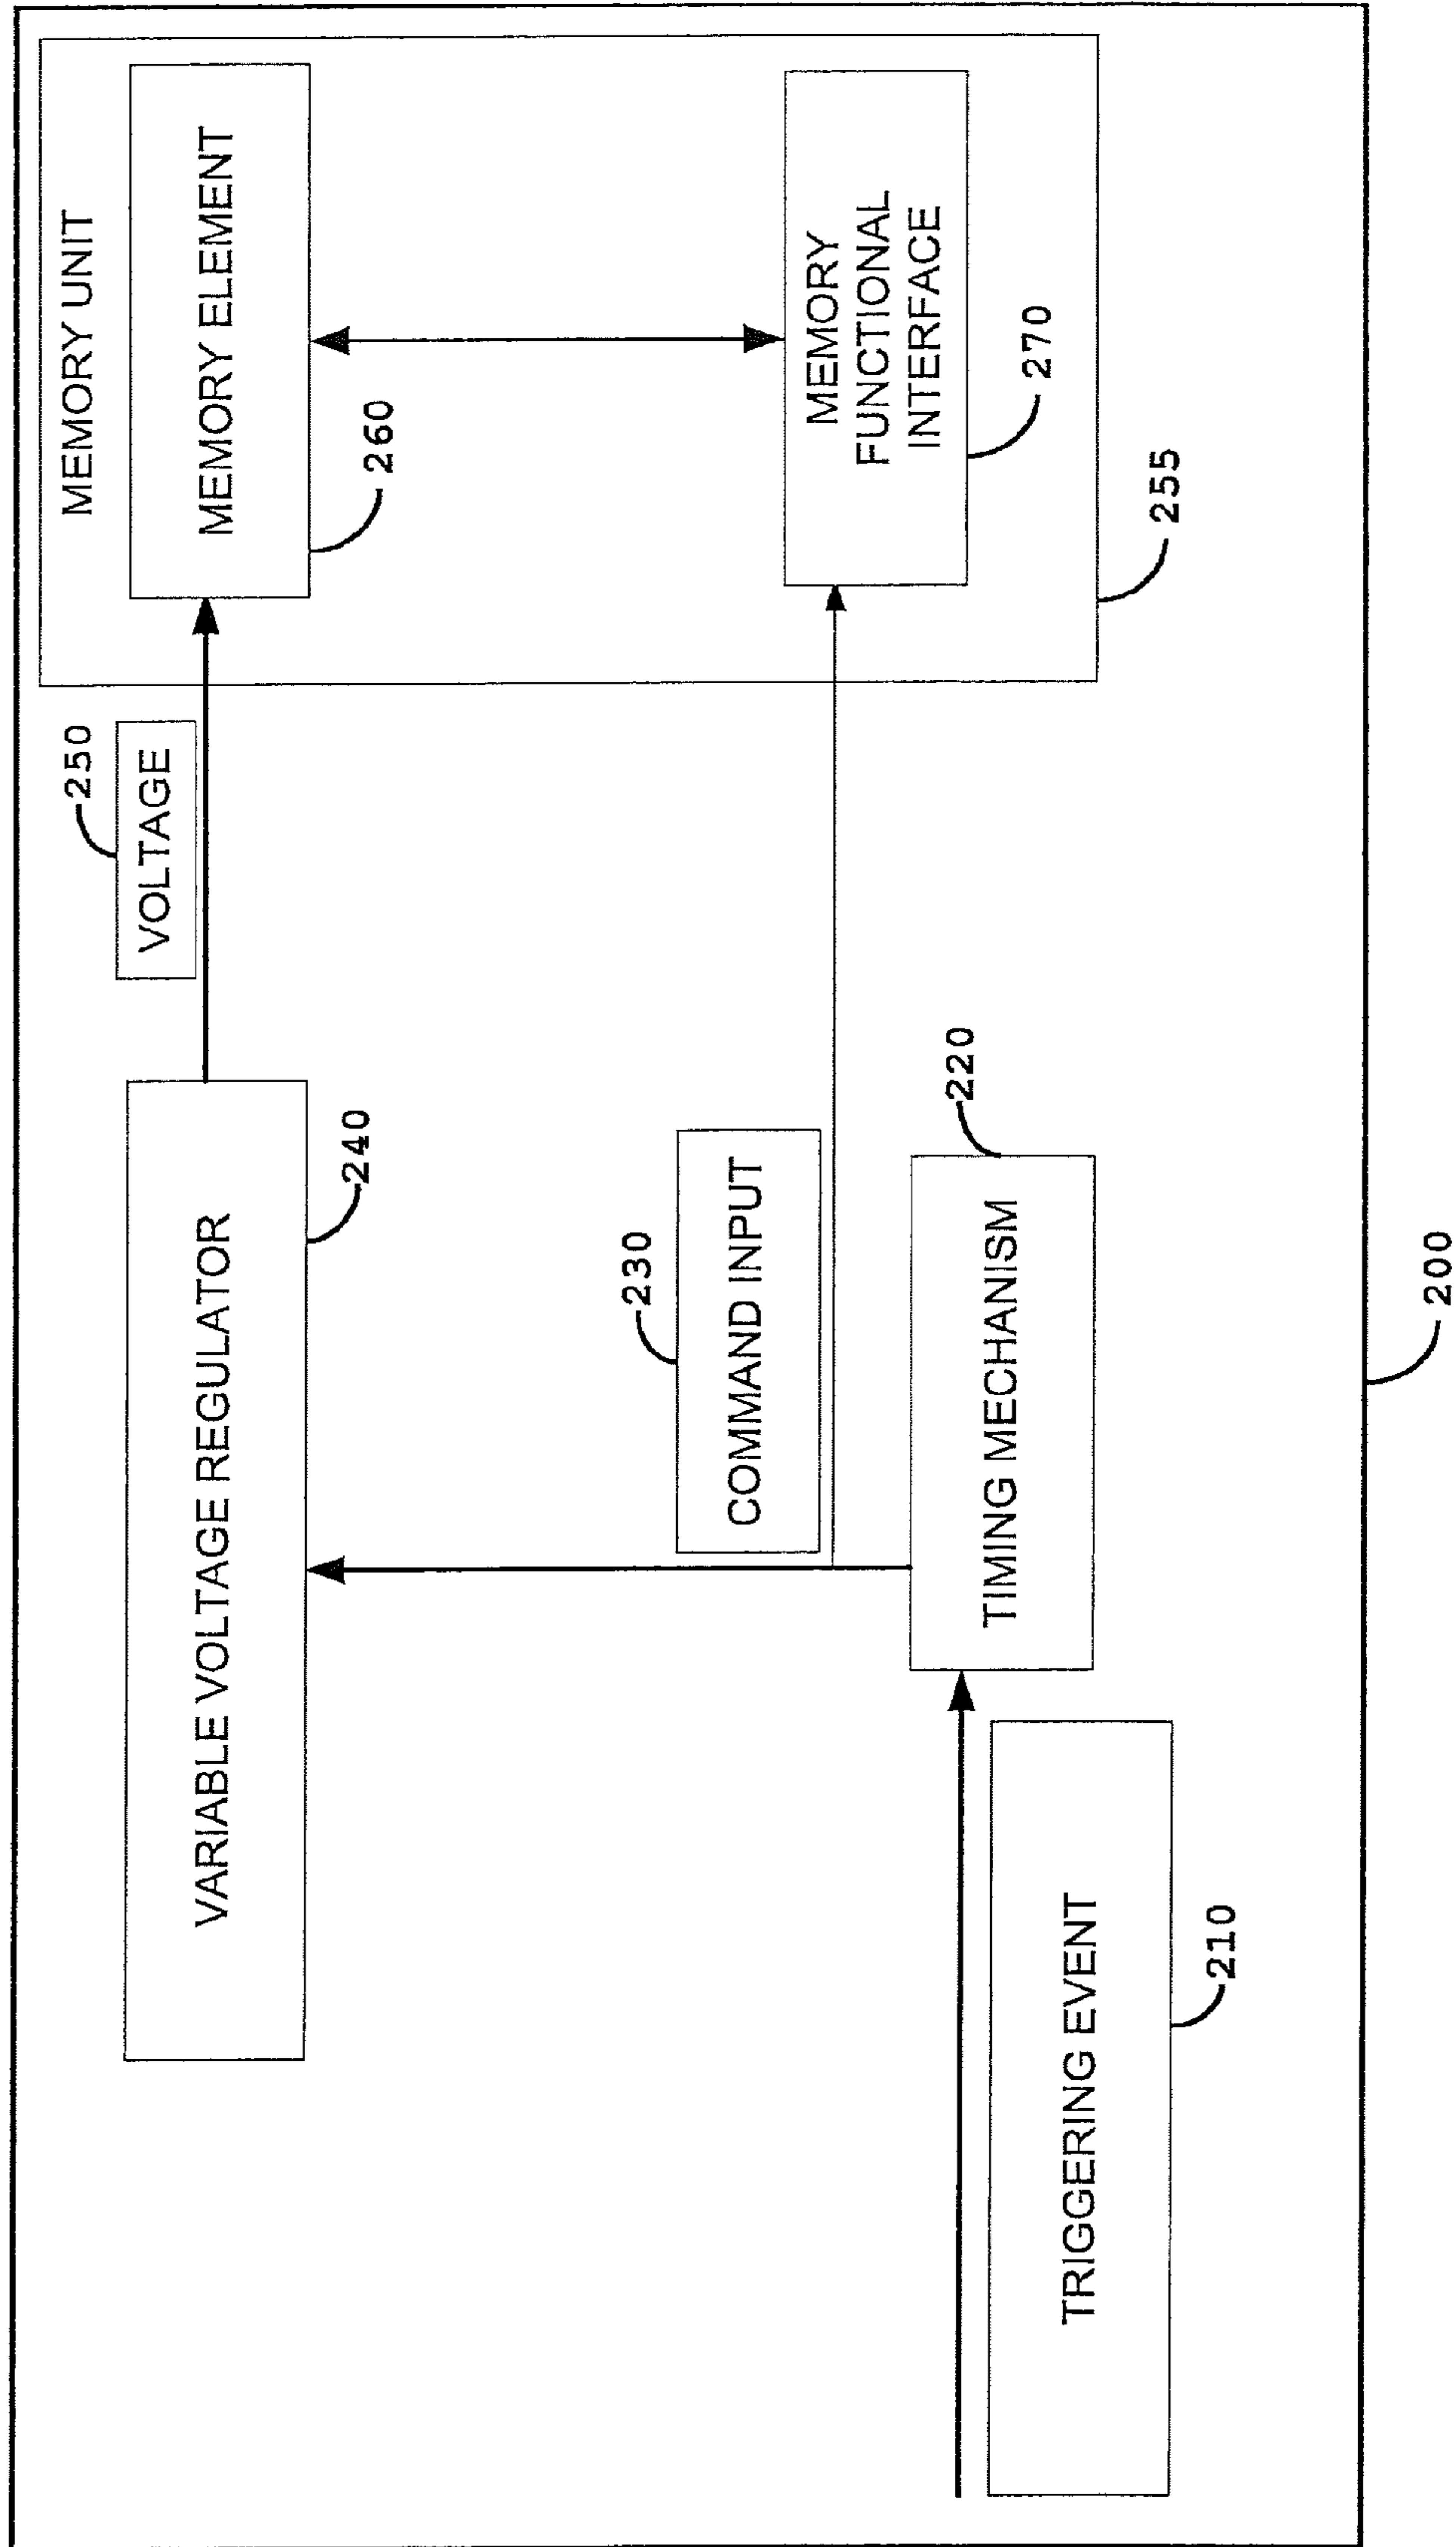 MEMORY UNIT
MEMORY ELEMENT
260
250
VOLTAGE
VARIABLE VOLTAGE REGULATOR
240
230
COMMAND INPUT
MEMORY
FUNCTIONAL
INTERFACE
270
255
220
TIMING MECHANISM
TRIGGERING EVENT
210
200